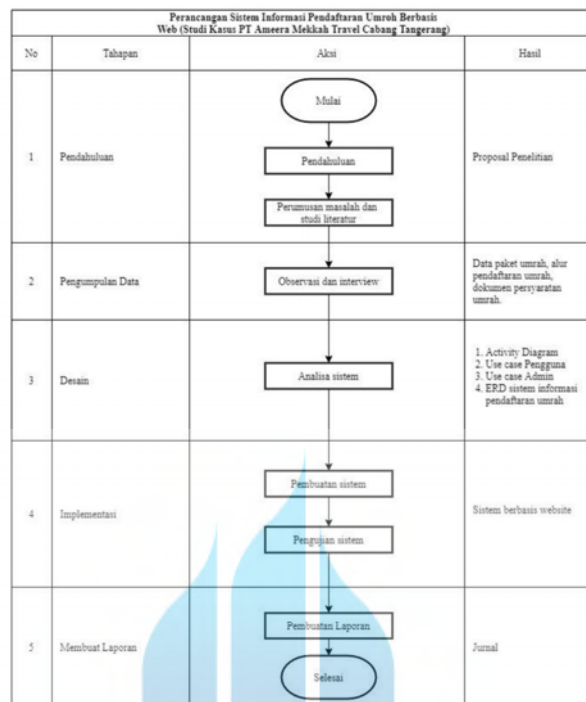 Perancangan Sistem Informasi Pendaftaran Umroh Berbasis
Web (Studi Kasus PT Ameera Mekkah Travel Cabang Tangerang)
No
Tahapan
Aksi
Hasil
1
Pendahuluan
Mulai
Pendahuluan
Perumusan masalah dan
studi literatur
Proposal Penelitian
2
Pengumpulan Data
Observasi dan interview
Data paket umrah, alur
pendaftaran umrah,
dokumen persyaratan
umrah.
3
Desain
Analisa sistem
1. Activity Diagram
2. Use case Pengguna
3. Use case Admin
4. ERD sistem informasi
pendaftaran umrah
4
Implementasi
Pembuatan sistem
Pengujian sistem
Sistem berbasis website
5
Membuat Laporan
Pembuatan Laporan
Selesai
Jurnal